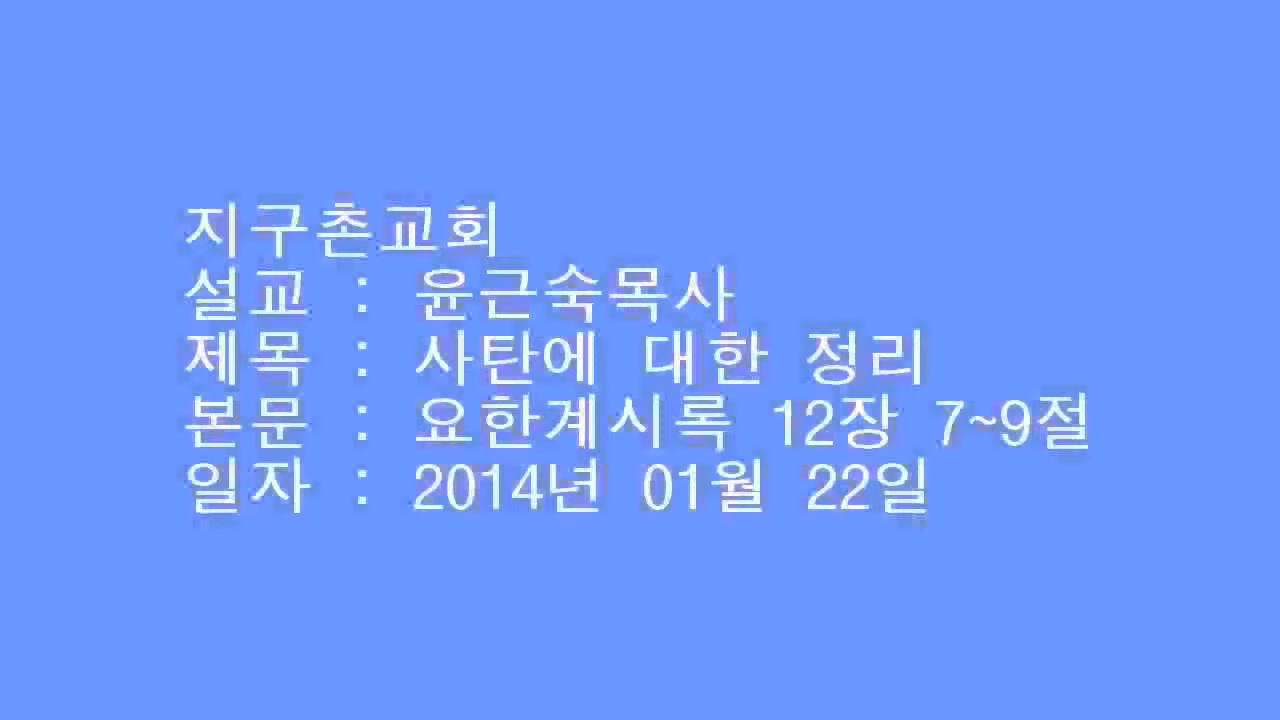 지구촌교회
설교 : 윤근숙목사
제목 : 사탄에 대한 정리
본문 : 요한계시록 12장 7~9절
일자 : 2014년 01월 22일